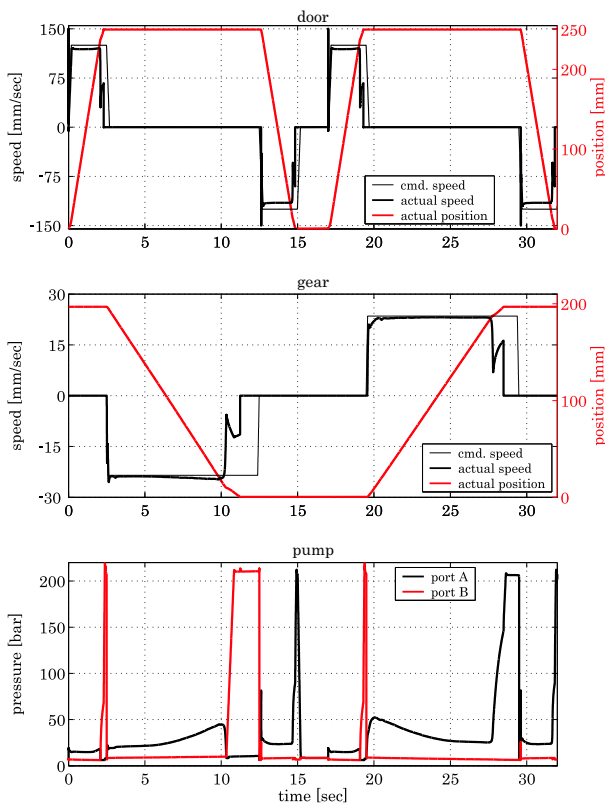 door
speed [mm/sec]
150
75
0
-75
-150
position [mm]
250
200
100
0
cmd. speed
actual speed
actual position
0 5 10 15 20 25 30
gear
speed [mm/sec]
30
15
0
-15
-30
position [mm]
200
100
0
cmd. speed
actual speed
actual position
0 5 10 15 20 25 30
pump
pressure [bar]
200
150
100
50
0
port A
port B
0 5 10 15 20 25 30
time [sec]